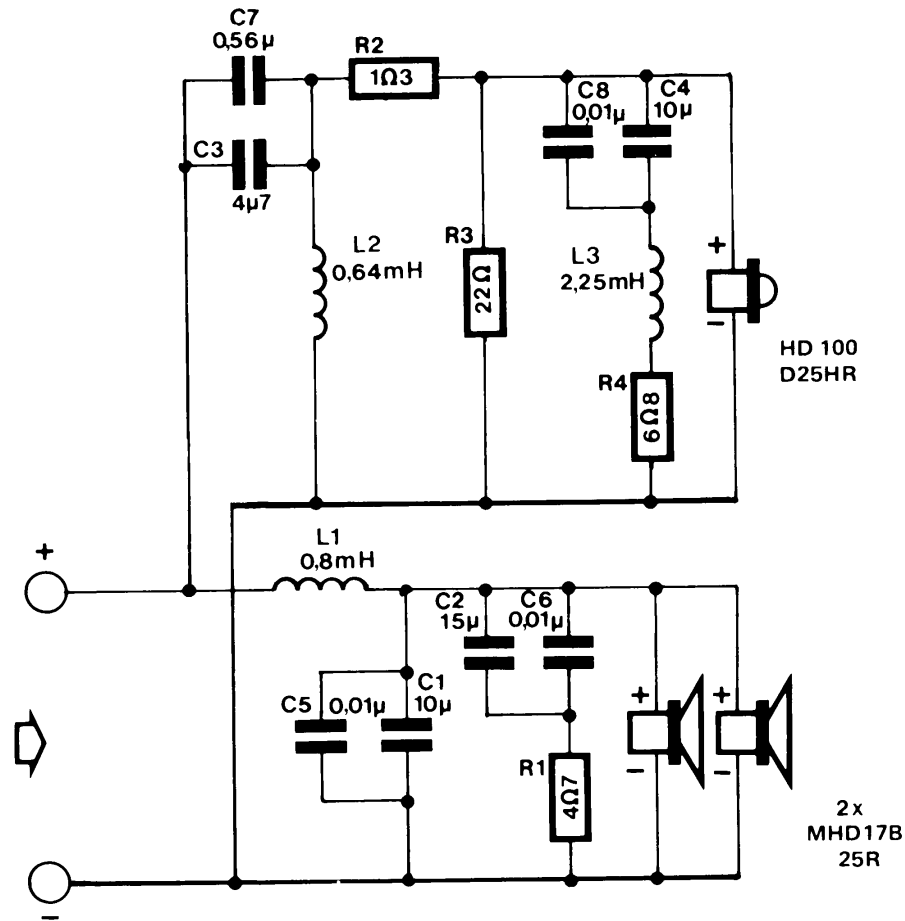 C7
0,56µ
R2
1Ω3
C3
4µ7
L2
0,64mH
R3
22Ω
C8
0,01µ
C4
10µ
L3
2,25mH
R4
6Ω8
+
−
HD 100
D25HR
+
L1
0,8mH
C2
15µ
C6
0,01µ
C5
0,01µ
C1
10µ
R1
4Ω7
+
−
+
−
2x
MHD17B
25R
−